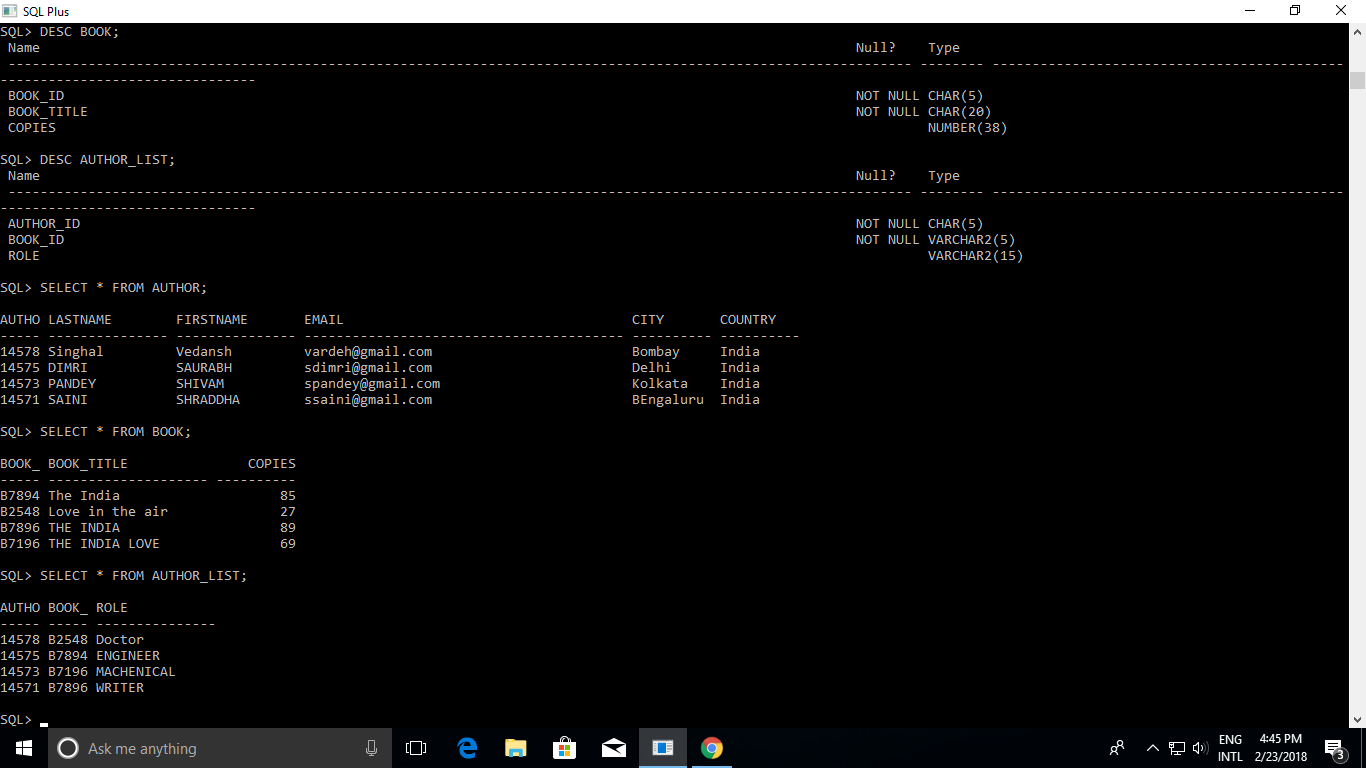 SQL Plus
SQL> DESC BOOK;
Name Null? Type
----------------------------------------------------------------------------------------------------------------- -------- --------------------------------------------
--------------------------------
BOOK_ID NOT NULL CHAR(5)
BOOK_TITLE NOT NULL CHAR(20)
COPIES NUMBER(38)
SQL> DESC AUTHOR_LIST;
Name Null? Type
----------------------------------------------------------------------------------------------------------------- -------- --------------------------------------------
--------------------------------
AUTHOR_ID NOT NULL CHAR(5)
BOOK_ID NOT NULL VARCHAR2(5)
ROLE VARCHAR2(15)
SQL> SELECT * FROM AUTHOR;
AUTHO LASTNAME FIRSTNAME EMAIL CITY COUNTRY
----- --------------- --------------- ---------------------------------------- ---------- ----------
14578 Singhal Vedansh vardeh@gmail.com Bombay India
14575 DIMRI SAURABH sdimri@gmail.com Delhi India
14573 PANDEY SHIVAM spandey@gmail.com Kolkata India
14571 SAINI SHRADDHA ssaini@gmail.com BEngaluru India
SQL> SELECT * FROM BOOK;
BOOK_ BOOK_TITLE COPIES
----- -------------------- ----------
B7894 The India 85
B2548 Love in the air 27
B7896 THE INDIA 89
B7196 THE INDIA LOVE 69
SQL> SELECT * FROM AUTHOR_LIST;
AUTHO BOOK_ ROLE
----- ----- ---------------
14578 B2548 Doctor
14575 B7894 ENGINEER
14573 B7196 MACHENICAL
14571 B7896 WRITER
SQL>
Ask me anything
ENG 4:45 PM
INTL 2/23/2018 3